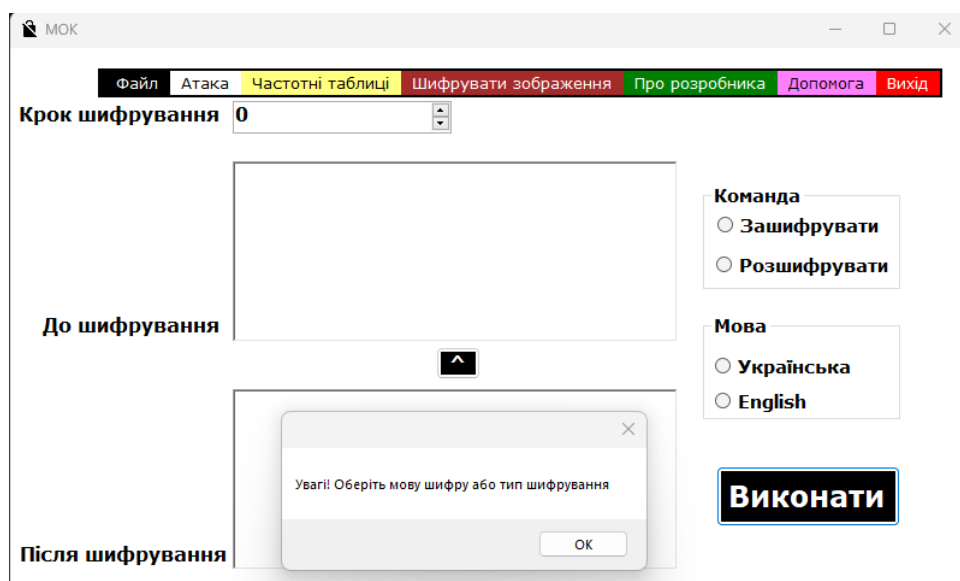 МОК
Файл Атака Частотні таблиці Шифрувати зображення Про розробника Допомога Вихід
Крок шифрування 0
Команда
Зашифрувати
Розшифрувати
До шифрування
Мова
^
Українська
English
Увагі! Оберіть мову шифру або тип шифрування
Виконати
OK
Після шифрування